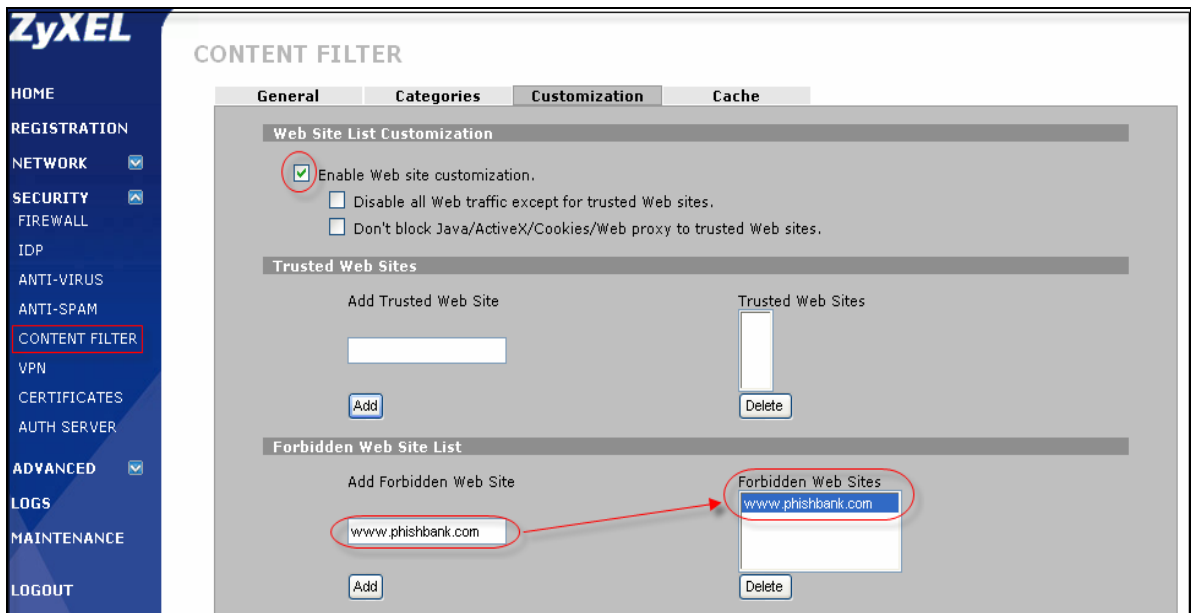 ZyXEL
CONTENT FILTER
HOME
REGISTRATION
NETWORK
SECURITY
FIREWALL
IDP
ANTI-VIRUS
ANTI-SPAM
CONTENT FILTER
VPN
CERTIFICATES
AUTH SERVER
ADVANCED
LOGS
MAINTENANCE
LOGOUT
General Categories Customization Cache
Web Site List Customization
Enable Web site customization.
Disable all Web traffic except for trusted Web sites.
Don't block Java/ActiveX/Cookies/Web proxy to trusted Web sites.
Trusted Web Sites
Add Trusted Web Site Trusted Web Sites
Add Delete
Forbidden Web Site List
Add Forbidden Web Site Forbidden Web Sites
www.phishbank.com www.phishbank.com
Add Delete